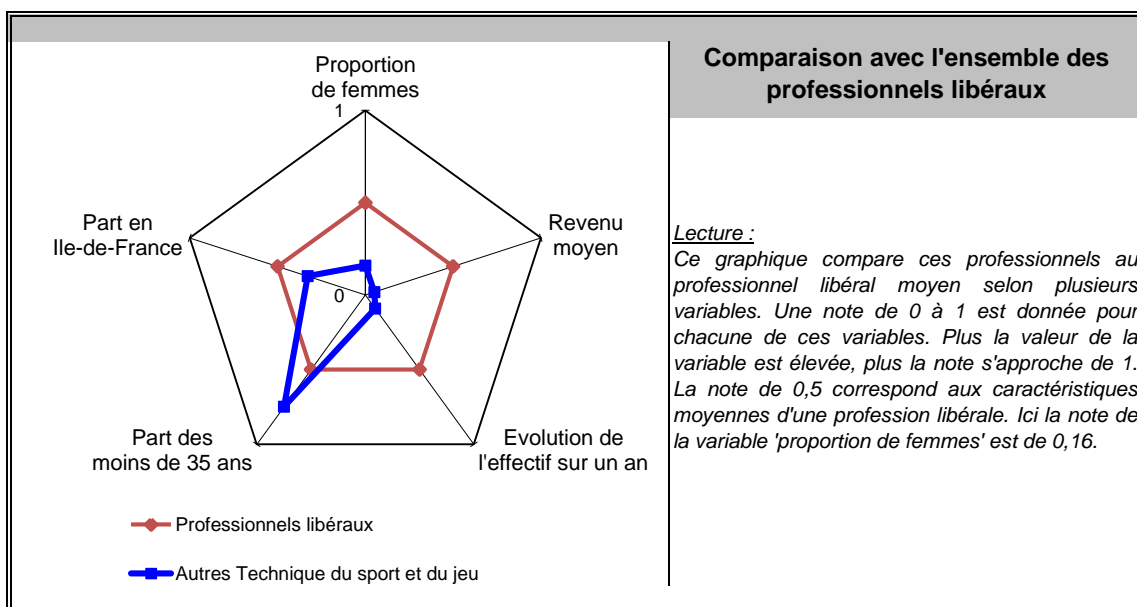 Comparaison avec l'ensemble des
professionnels libéraux
Proportion
de femmes
1
Part en
Ile-de-France
Revenu
moyen
0
Part des
moins de 35 ans
Evolution de
l'effectif sur un an
Professionnels libéraux
Autres Technique du sport et du jeu
Lecture :
Ce graphique compare ces professionnels au
professionnel libéral moyen selon plusieurs
variables. Une note de 0 à 1 est donnée pour
chacune de ces variables. Plus la valeur de la
variable est élevée, plus la note s'approche de 1.
La note de 0,5 correspond aux caractéristiques
moyennes d'une profession libérale. Ici la note de
la variable 'proportion de femmes' est de 0,16.